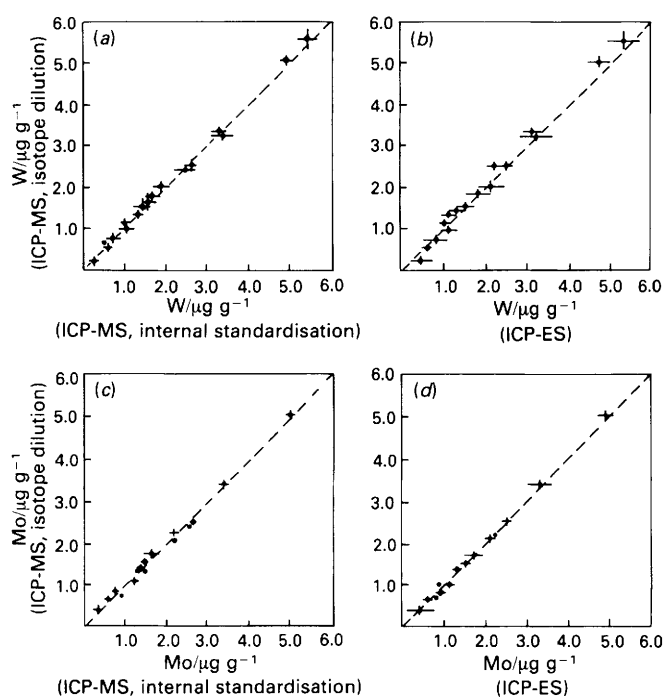 (a)
6.0
5.0
4.0
3.0
2.0
1.0
W/μg g⁻¹
(ICP-MS, isotope dilution)
0 1.0 2.0 3.0 4.0 5.0 6.0
W/μg g⁻¹
(ICP-MS, internal standardisation)
(b)
6.0
5.0
4.0
3.0
2.0
1.0
0 1.0 2.0 3.0 4.0 5.0 6.0
W/μg g⁻¹
(ICP-ES)
(c)
6.0
5.0
4.0
3.0
2.0
1.0
Mo/μg g⁻¹
(ICP-MS, isotope dilution)
0 1.0 2.0 3.0 4.0 5.0 6.0
Mo/μg g⁻¹
(ICP-MS, internal standardisation)
(d)
6.0
5.0
4.0
3.0
2.0
1.0
0 1.0 2.0 3.0 4.0 5.0 6.0
Mo/μg g⁻¹
(ICP-ES)